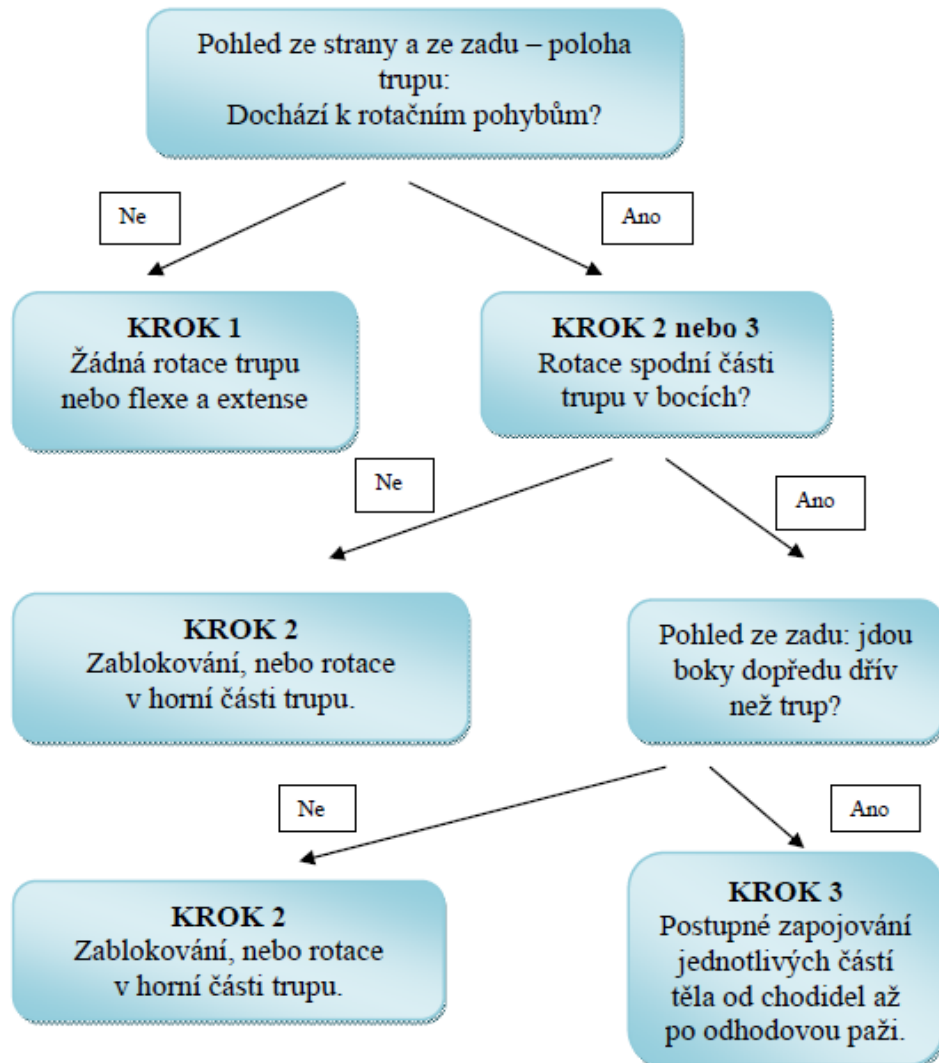 Pohled ze strany a ze zadu – poloha
trupu:
Dochází k rotačním pohybům?
Ne
Ano
KROK 1
Žádná rotace trupu
nebo flexe a extense
KROK 2 nebo 3
Rotace spodní části
trupu v bocích?
Ne
Ano
KROK 2
Zablokování, nebo rotace
v horní části trupu.
Pohled ze zadu: jdou
boky dopředu dřív
než trup?
Ne
Ano
KROK 2
Zablokování, nebo rotace
v horní části trupu.
KROK 3
Postupné zapojování
jednotlivých částí
těla od chodidel až
po odhodovou paži.